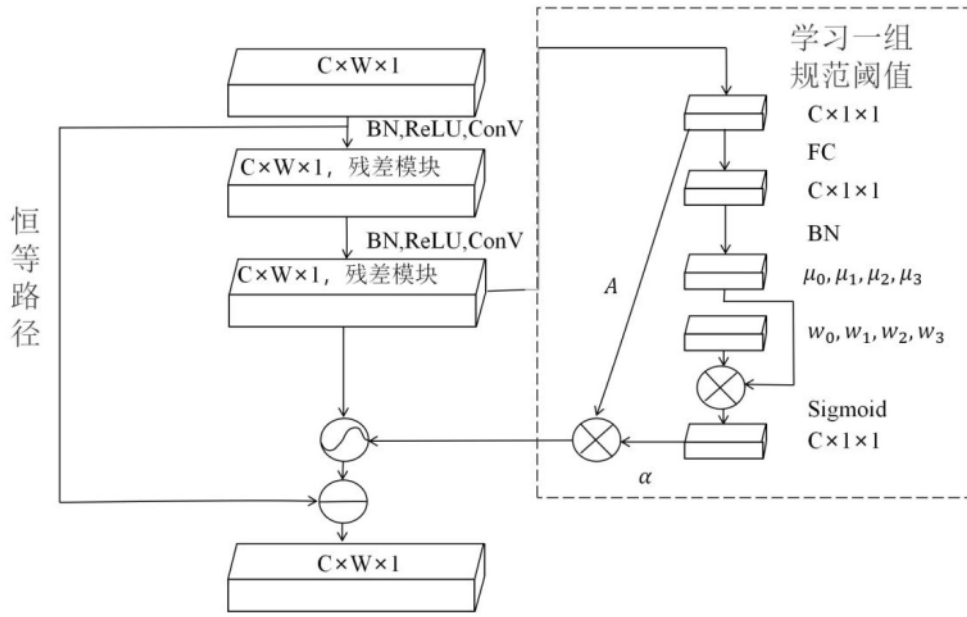 C×W×1
BN,ReLU,ConV
C×W×1，残差模块
BN,ReLU,ConV
C×W×1，残差模块
恒等路径
C×W×1
学习一组
规范阈值
C×1×1
FC
C×1×1
BN
μ₀, μ₁, μ₂, μ₃
w₀, w₁, w₂, w₃
Sigmoid
C×1×1
A
α